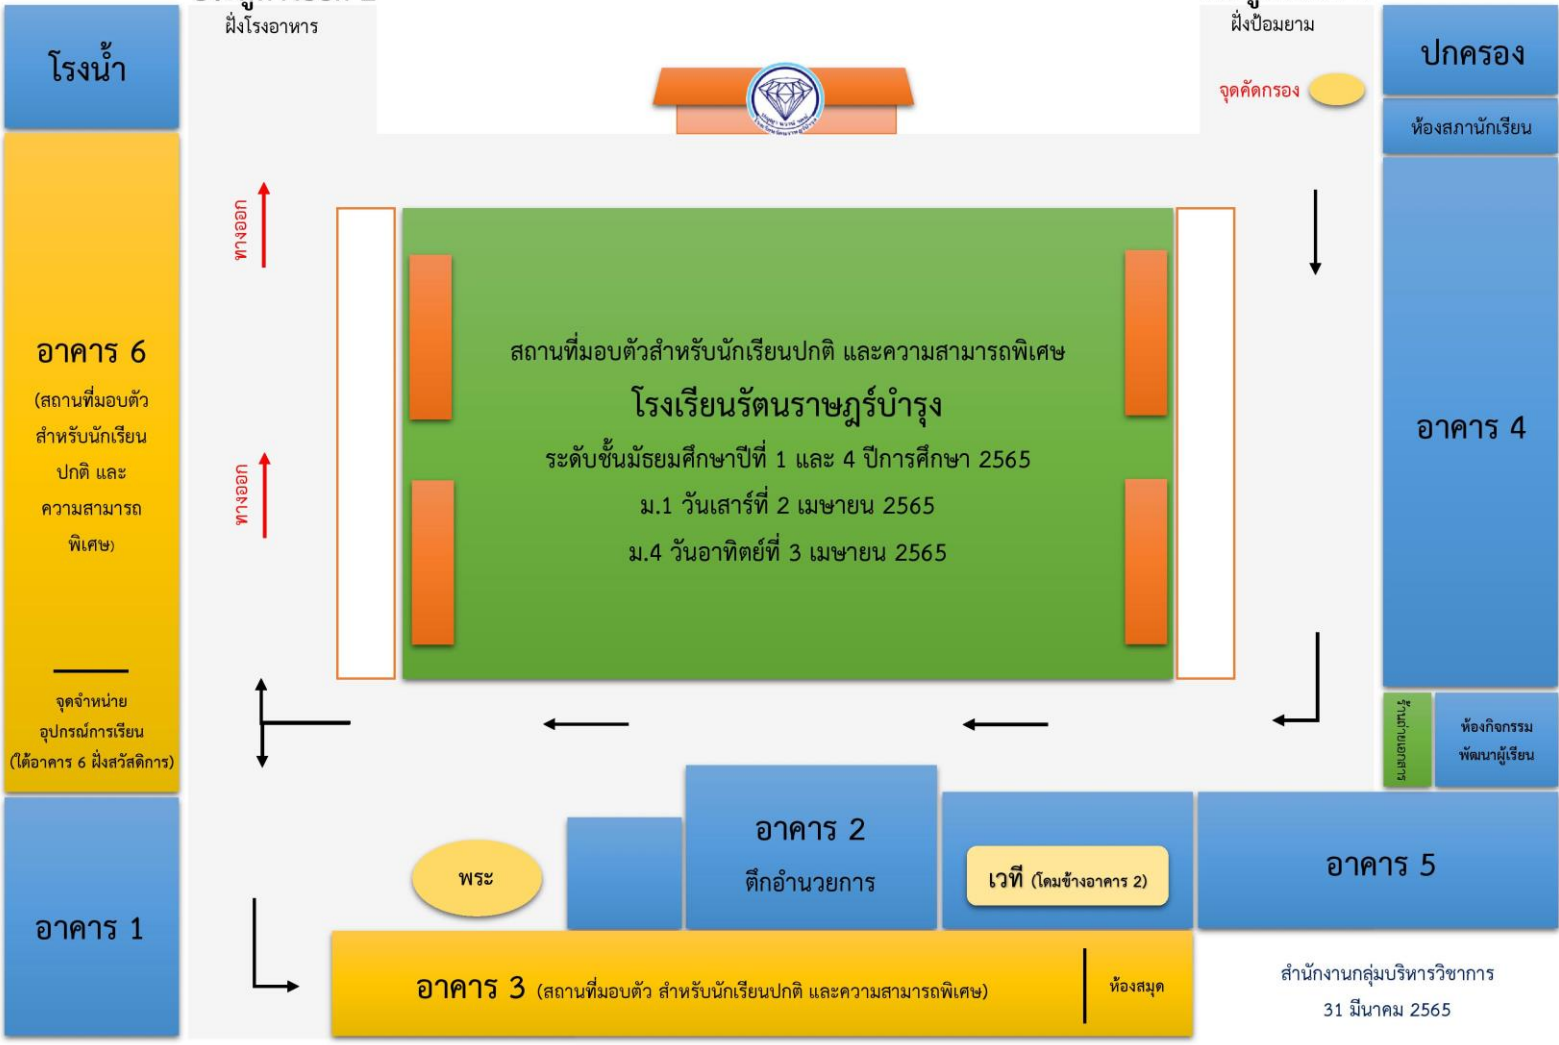 ฝั่งโรงอาหาร
ฝั่งป้อมยาม
โรงน้ำ
ปกครอง
จุดคัดกรอง
ห้องสภานักเรียน
ทางออก
อาคาร 6
(สถานที่มอบตัว
สำหรับนักเรียน
ปกติ และ
ความสามารถ
พิเศษ)
ทางออก
สถานที่มอบตัวสำหรับนักเรียนปกติ และความสามารถพิเศษ
โรงเรียนรัตนราษฎร์บำรุง
ระดับชั้นมัธยมศึกษาปีที่ 1 และ 4 ปีการศึกษา 2565
ม.1 วันเสาร์ที่ 2 เมษายน 2565
ม.4 วันอาทิตย์ที่ 3 เมษายน 2565
อาคาร 4
จุดจำหน่าย
อุปกรณ์การเรียน
(ใต้อาคาร 6 ฝั่งสวัสดิการ)
ร้านถ่ายเอกสาร
ห้องกิจกรรม
พัฒนาผู้เรียน
อาคาร 1
พระ
อาคาร 2
ตึกอำนวยการ
เวที (โดมข้างอาคาร 2)
อาคาร 5
อาคาร 3 (สถานที่มอบตัว สำหรับนักเรียนปกติ และความสามารถพิเศษ)
ห้องสมุด
สำนักงานกลุ่มบริหารวิชาการ
31 มีนาคม 2565